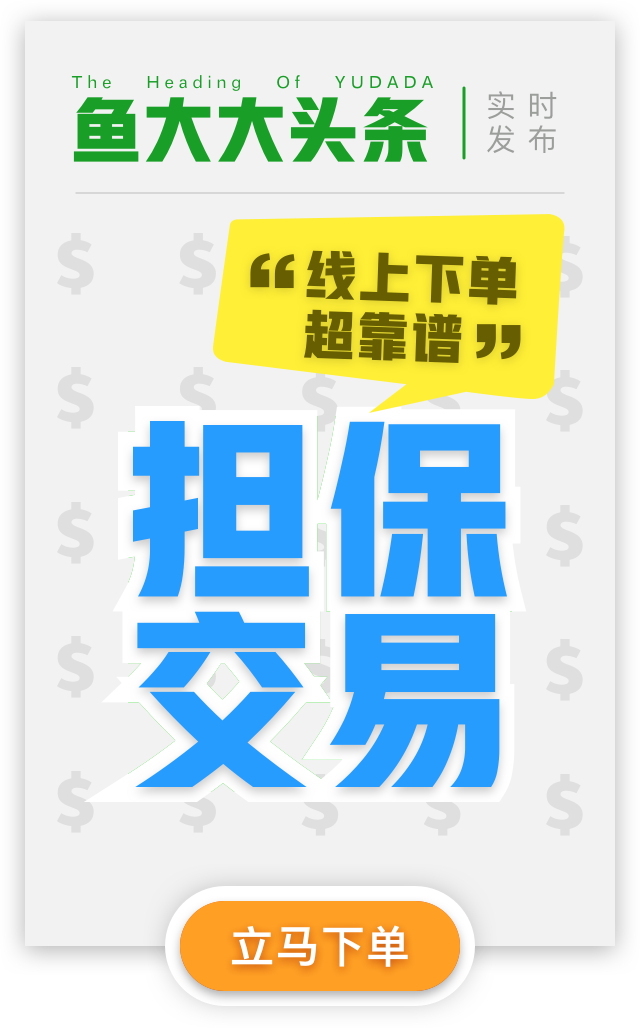 The Heading Of YUDADA
鱼大大头条
实时
发布
“线上下单
超靠谱”
担保
交易
立马下单